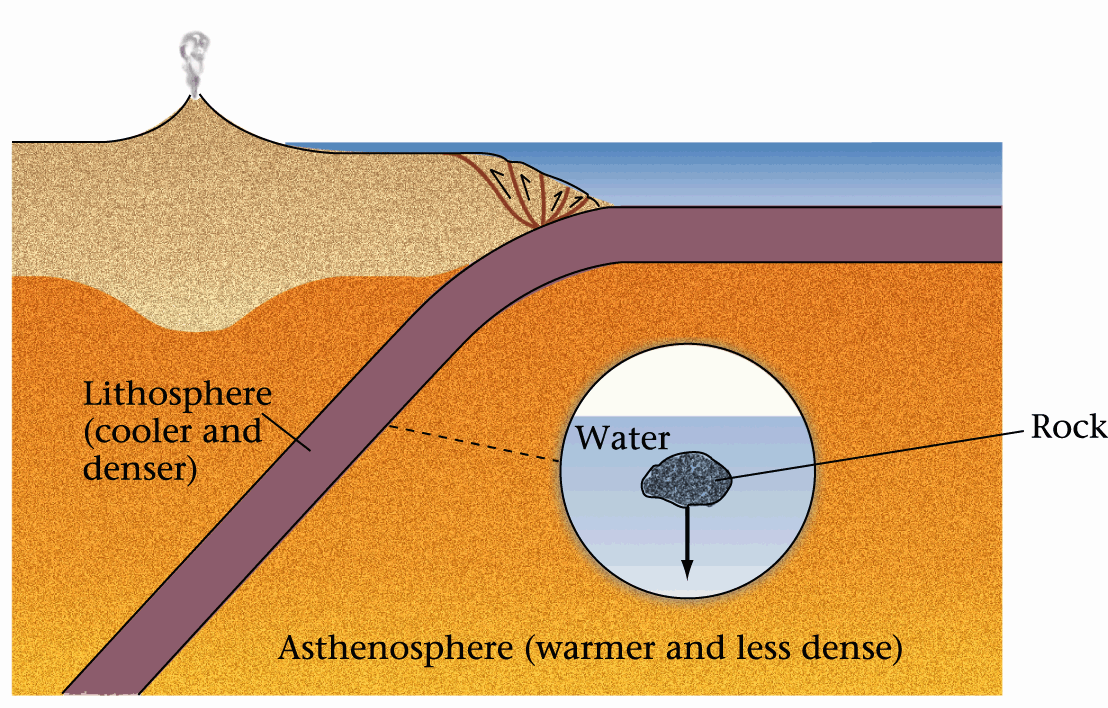 Lithosphere
(cooler and
denser)
Water
Rock
Asthenosphere (warmer and less dense)